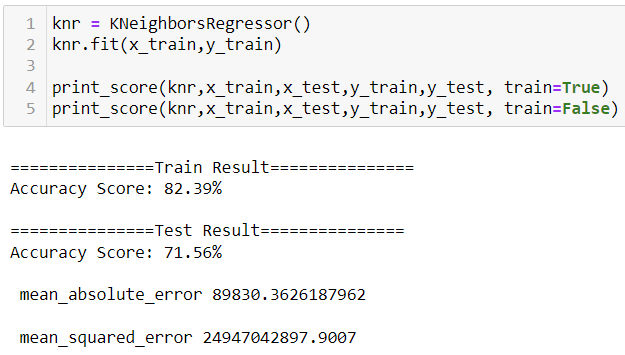 1 knr = KNeighborsRegressor()
2 knr.fit(x_train,y_train)
3
4 print_score(knr,x_train,x_test,y_train,y_test, train=True)
5 print_score(knr,x_train,x_test,y_train,y_test, train=False)
===============Train Result===============
Accuracy Score: 82.39%
===============Test Result===============
Accuracy Score: 71.56%
mean_absolute_error 89830.3626187962
mean_squared_error 24947042897.9007